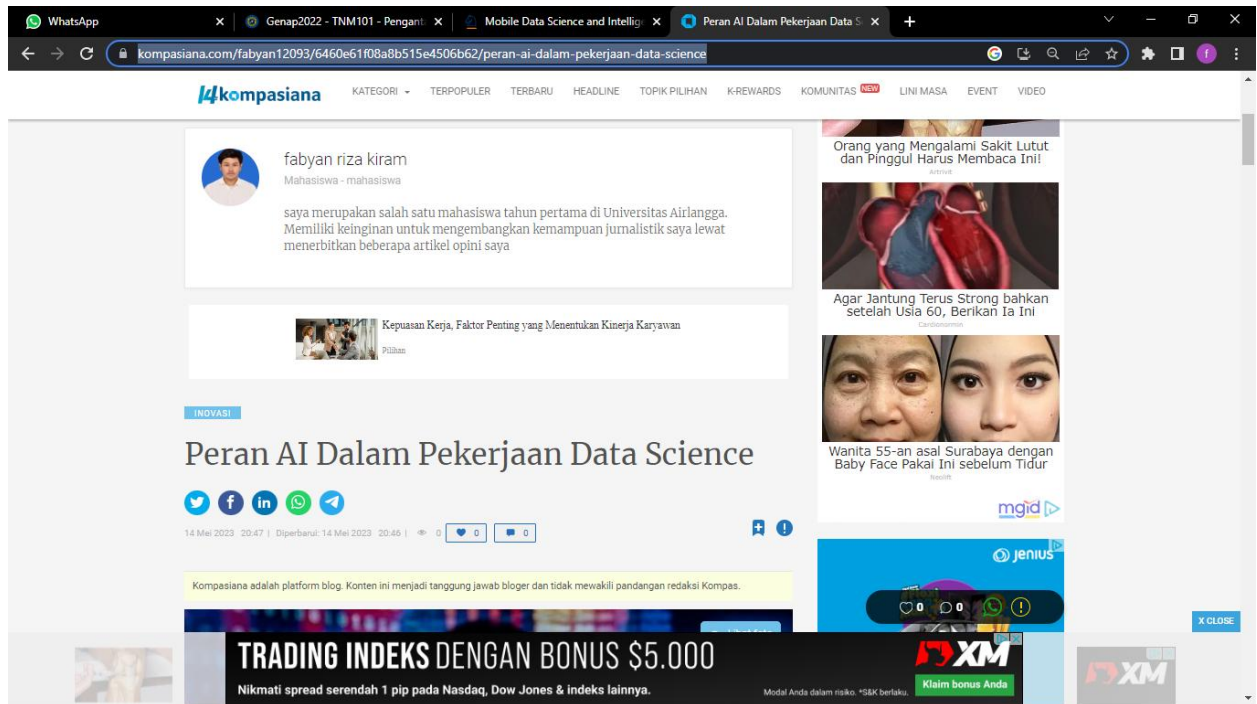 WhatsApp
Genap2022 - TNM101 - Pengant
Mobile Data Science and Intellig
Peran AI Dalam Pekerjaan Data S
kompasiana.com/fabyan12093/6460e61f08a8b515e4506b62/peran-ai-dalam-pekerjaan-data-science
kompasiana
KATEGORI
TERPOPULER
TERBARU
HEADLINE
TOPIK PILIHAN
K-REWARDS
KOMUNITAS NEW
LINI MASA
EVENT
VIDEO
fabyan riza kiram
Mahasiswa - mahasiswa
saya merupakan salah satu mahasiswa tahun pertama di Universitas Airlangga.
Memiliki keinginan untuk mengembangkan kemampuan jurnalistik saya lewat
menerbitkan beberapa artikel opini saya
Kepuasan Kerja, Faktor Penting yang Menentukan Kinerja Karyawan
Pilihan
INOVASI
Peran AI Dalam Pekerjaan Data Science
14 Mei 2023 20:47 | Diperbarui: 14 Mei 2023 20:46 | 0 0 0
Kompasiana adalah platform blog. Konten ini menjadi tanggung jawab bloger dan tidak mewakili pandangan redaksi Kompas.
Orang yang Mengalami Sakit Lutut
dan Pinggul Harus Membaca Ini!
Artrivit
Agar Jantung Terus Strong bahkan
setelah Usia 60, Berikan Ia Ini
Cardionormin
Wanita 55-an asal Surabaya dengan
Baby Face Pakai Ini sebelum Tidur
Neolift
mgid
jenius
0 0
X CLOSE
TRADING INDEKS DENGAN BONUS $5.000
Nikmati spread serendah 1 pip pada Nasdaq, Dow Jones & indeks lainnya.
Modal Anda dalam risiko. *S&K berlaku.
XM
Klaim bonus Anda
XM